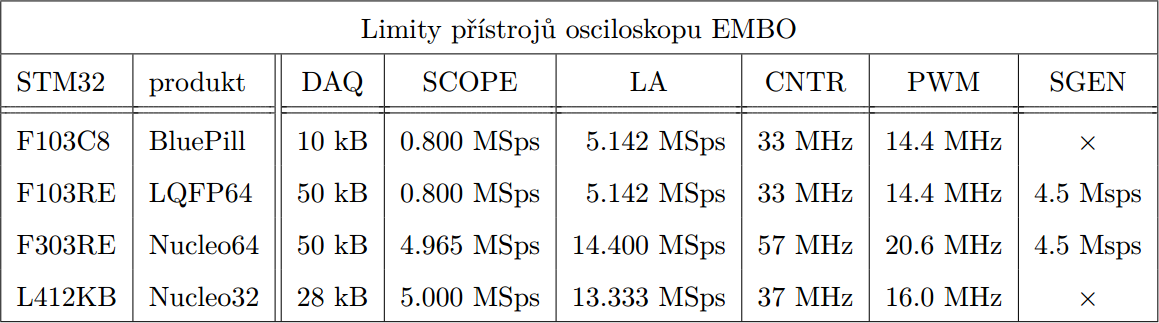 Limity přístrojů osciloskopu EMBO
STM32 produkt DAQ SCOPE LA CNTR PWM SGEN
F103C8 BluePill 10 kB 0.800 MSps 5.142 MSps 33 MHz 14.4 MHz ×
F103RE LQFP64 50 kB 0.800 MSps 5.142 MSps 33 MHz 14.4 MHz 4.5 Msps
F303RE Nucleo64 50 kB 4.965 MSps 14.400 MSps 57 MHz 20.6 MHz 4.5 Msps
L412KB Nucleo32 28 kB 5.000 MSps 13.333 MSps 37 MHz 16.0 MHz ×